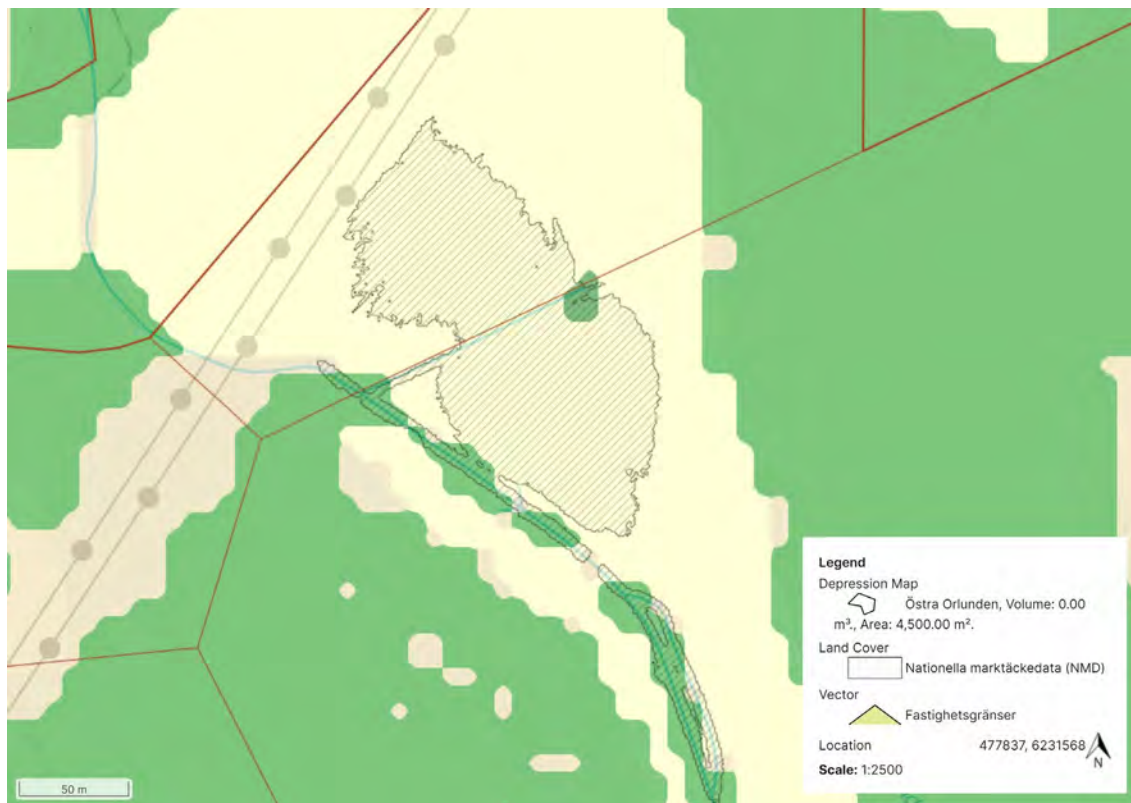 Legend
Depression Map
Östra Orlunden, Volume: 0.00
m³., Area: 4,500.00 m².
Land Cover
Nationella marktäckedata (NMD)
Vector
Fastighetsgränser
Location 477837, 6231568
N
Scale: 1:2500
50 m